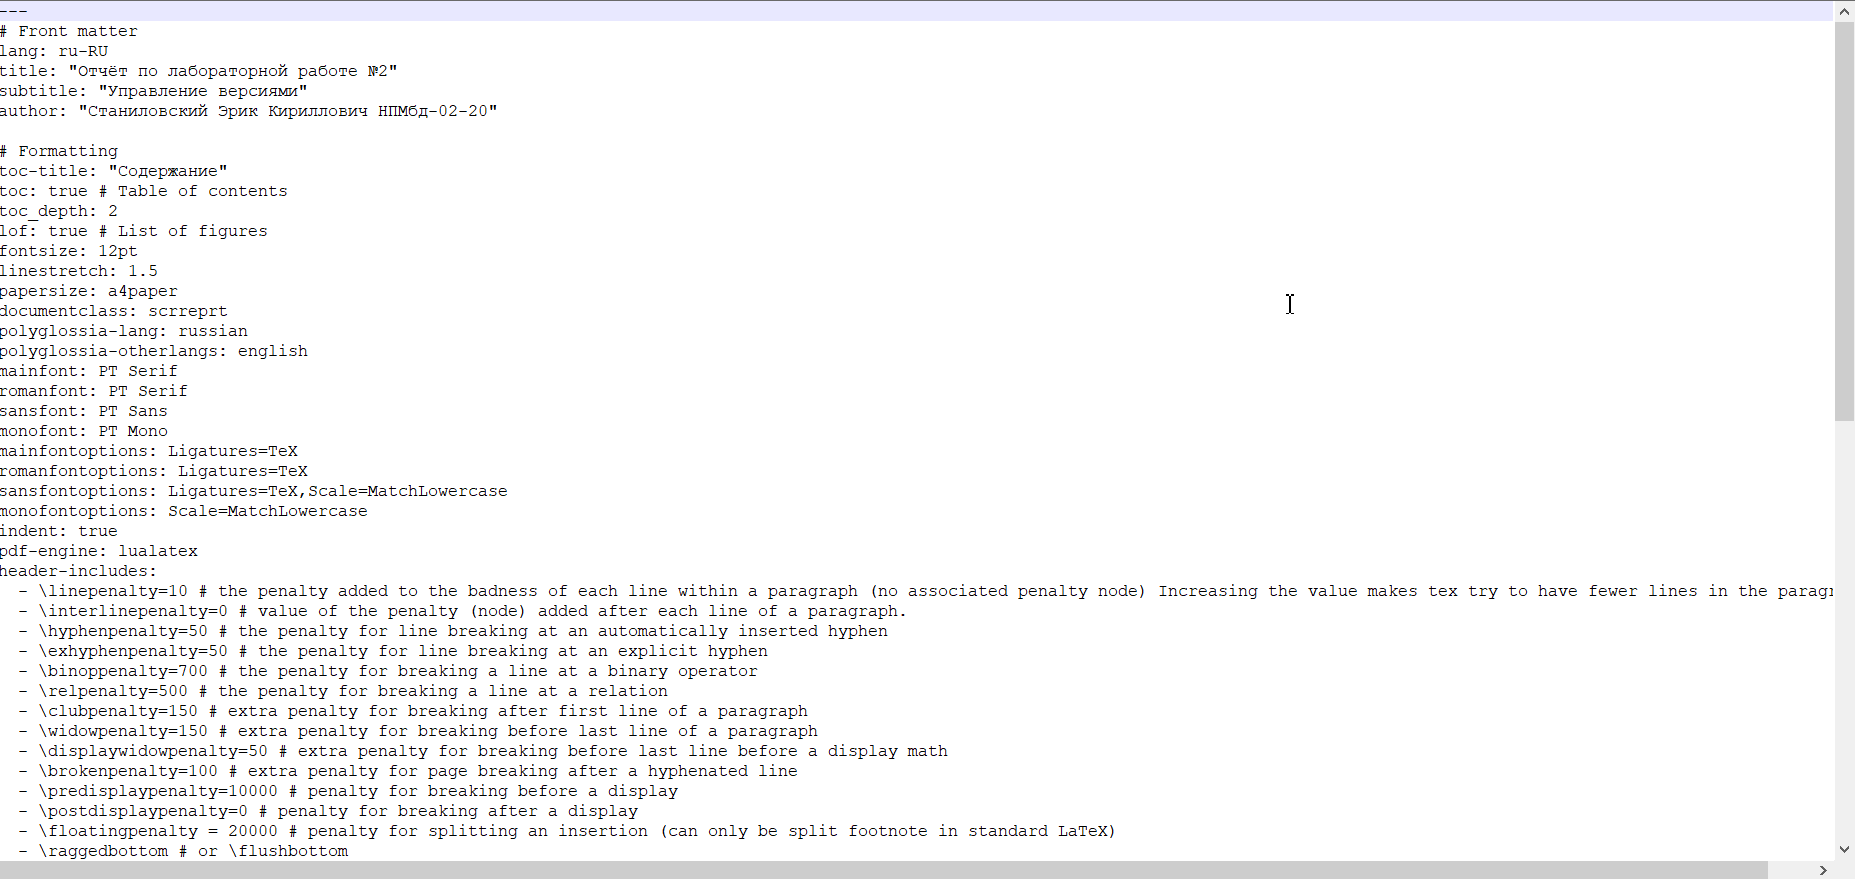 ---
# Front matter
lang: ru-RU
title: "Отчёт по лабораторной работе №2"
subtitle: "Управление версиями"
author: "Станиловский Эрик Кириллович НПМбд-02-20"

# Formatting
toc-title: "Содержание"
toc: true # Table of contents
toc_depth: 2
lof: true # List of figures
fontsize: 12pt
linestretch: 1.5
papersize: a4paper
documentclass: scrreprt
polyglossia-lang: russian
polyglossia-otherlangs: english
mainfont: PT Serif
romanfont: PT Serif
sansfont: PT Sans
monofont: PT Mono
mainfontoptions: Ligatures=TeX
romanfontoptions: Ligatures=TeX
sansfontoptions: Ligatures=TeX,Scale=MatchLowercase
monofontoptions: Scale=MatchLowercase
indent: true
pdf-engine: lualatex
header-includes:
  - \linepenalty=10 # the penalty added to the badness of each line within a paragraph (no associated penalty node) Increasing the value makes tex try to have fewer lines in the
  - \interlinepenalty=0 # value of the penalty (node) added after each line of a paragraph.
  - \hyphenpenalty=50 # the penalty for line breaking at an automatically inserted hyphen
  - \exhyphenpenalty=50 # the penalty for line breaking at an explicit hyphen
  - \binoppenalty=700 # the penalty for breaking a line at a binary operator
  - \relpenalty=500 # the penalty for breaking a line at a relation
  - \clubpenalty=150 # extra penalty for breaking after first line of a paragraph
  - \widowpenalty=150 # extra penalty for breaking before last line of a paragraph
  - \displaywidowpenalty=50 # extra penalty for breaking before last line before a display math
  - \brokenpenalty=100 # extra penalty for page breaking after a hyphenated line
  - \predisplaypenalty=10000 # penalty for breaking before a display
  - \postdisplaypenalty=0 # penalty for breaking after a display
  - \floatingpenalty = 20000 # penalty for splitting an insertion (can only be split footnote in standard LaTeX)
  - \raggedbottom # or \flushbottom